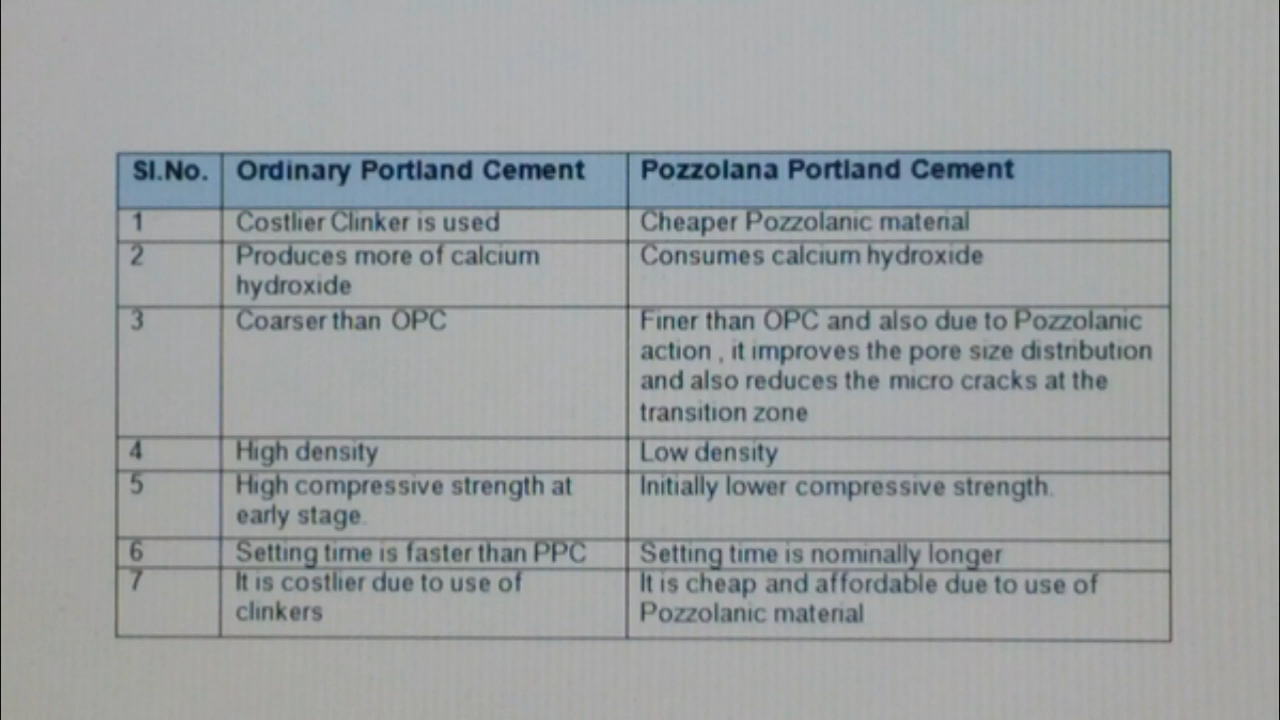 Sl.No. Ordinary Portland Cement Pozzolana Portland Cement
1 Costlier Clinker is used Cheaper Pozzolanic material
2 Produces more of calcium Consumes calcium hydroxide
hydroxide
3 Coarser than OPC Finer than OPC and also due to Pozzolanic
action , it improves the pore size distribution
and also reduces the micro cracks at the
transition zone
4 High density Low density
5 High compressive strength at Initially lower compressive strength.
early stage.
6 Setting time is faster than PPC Setting time is nominally longer
7 It is costlier due to use of It is cheap and affordable due to use of
clinkers Pozzolanic material